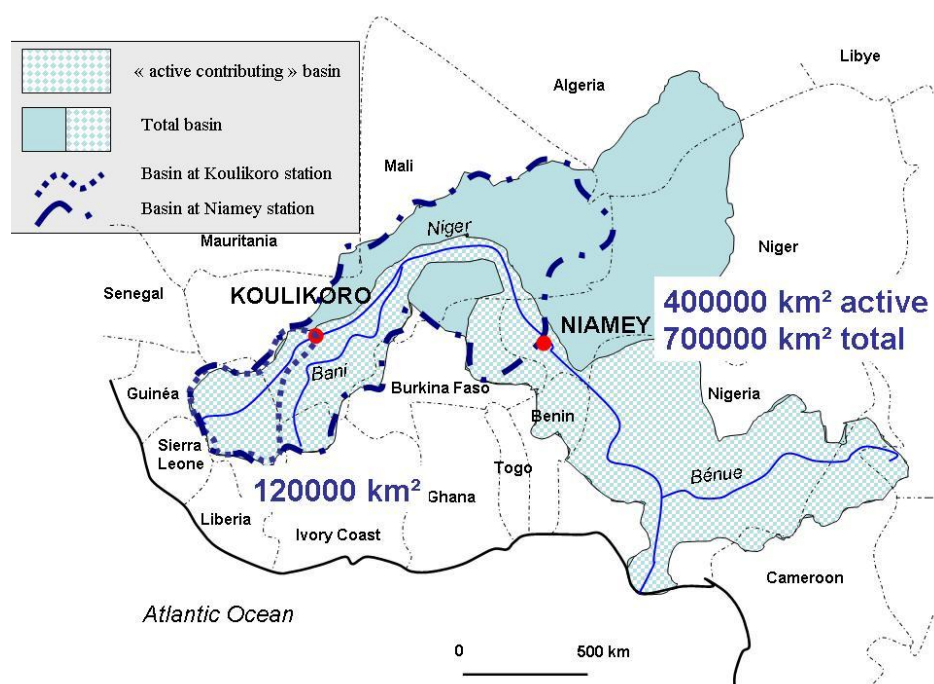 « active contributing » basin
Total basin
Basin at Koulikoro station
Basin at Niamey station
Libye
Algeria
Mali
Mauritania
Niger
Niger
Senegal
KOULIKORO
400000 km² active
700000 km² total
NIAMEY
Bani
Guinéa
Burkina Faso
Nigeria
Benin
Sierra
Leone
Togo
Bénue
120000 km²
Ghana
Liberia
Ivory Coast
Cameroon
Atlantic Ocean
0 500 km